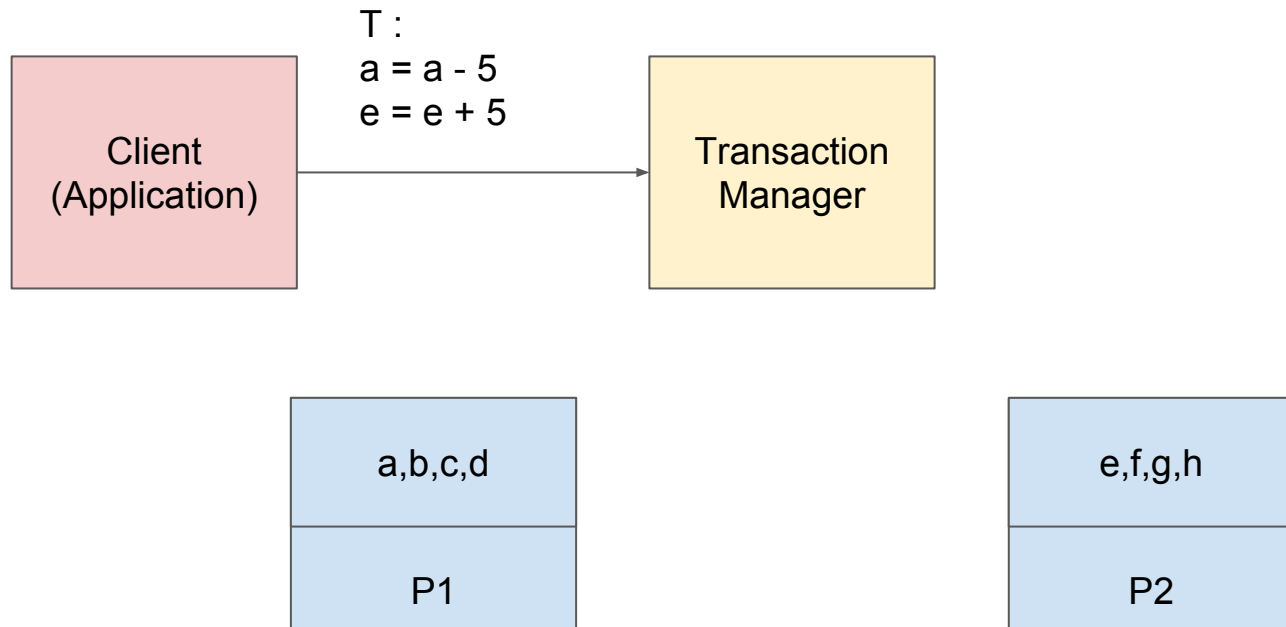 T :
a = a - 5
e = e + 5
Client
(Application)
Transaction
Manager
a,b,c,d
e,f,g,h
P1
P2